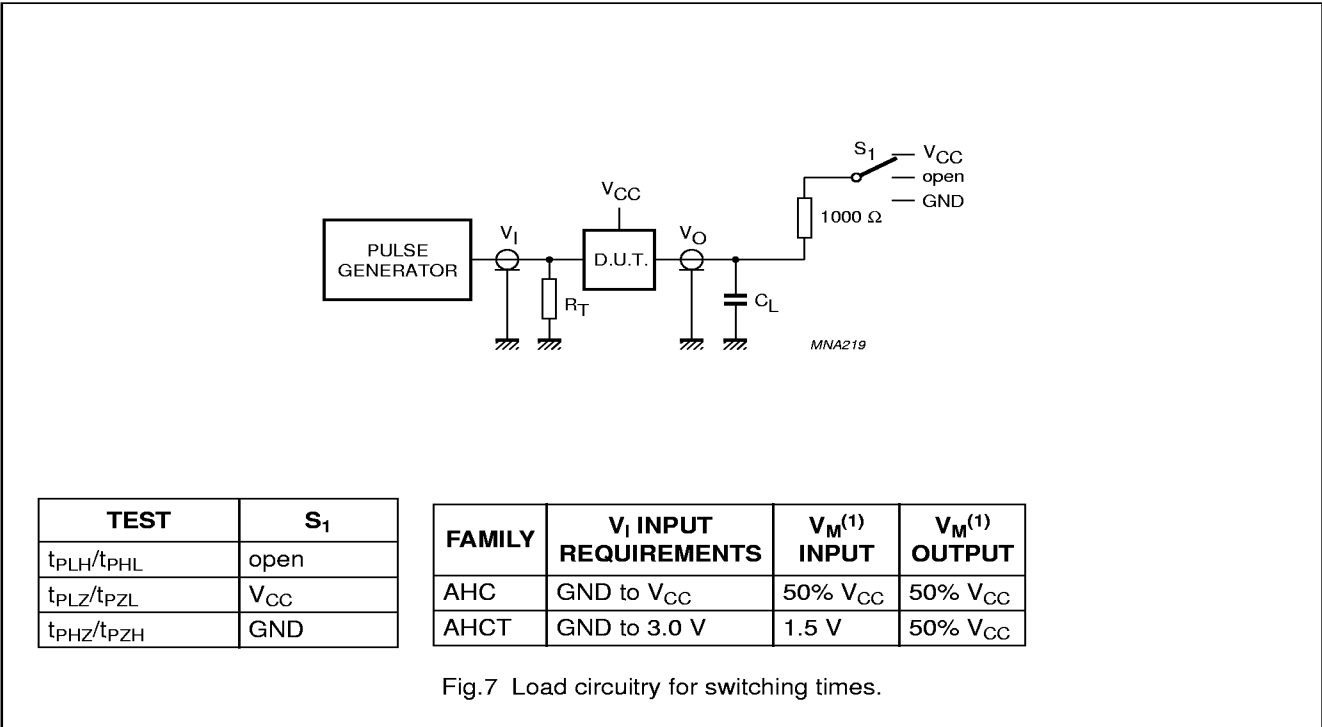 S1
VCC
open
GND
1000 Ω
VCC
PULSE
GENERATOR
VI
D.U.T.
VO
RT
CL
MNA219
TEST S1
tPLH/tPHL open
tPLZ/tPZL VCC
tPHZ/tPZH GND
FAMILY VI INPUT REQUIREMENTS VM(1) INPUT VM(1) OUTPUT
AHC GND to VCC 50% VCC 50% VCC
AHCT GND to 3.0 V 1.5 V 50% VCC
Fig.7 Load circuitry for switching times.